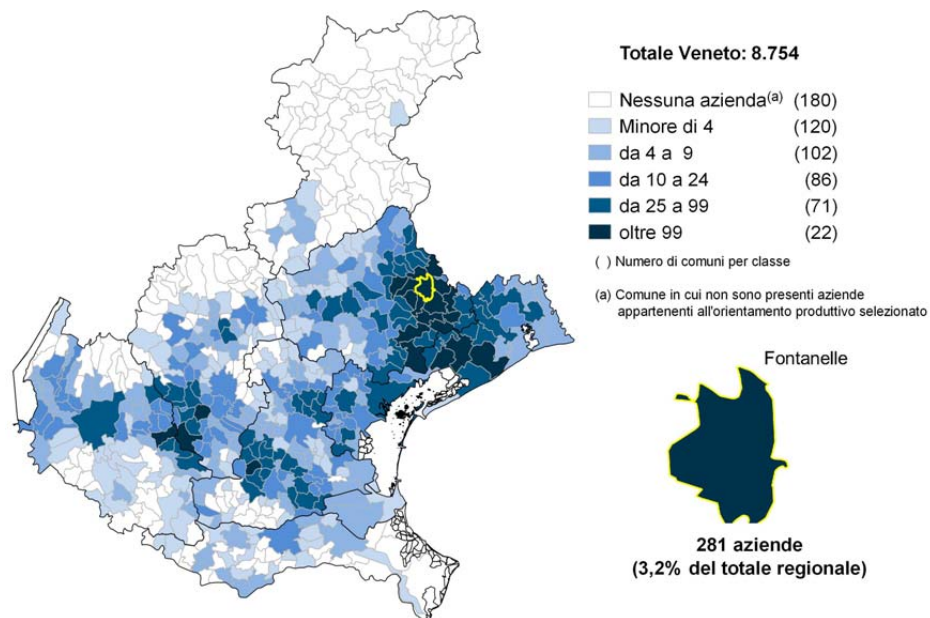 Totale Veneto: 8.754
Nessuna azienda(a) (180)
Minore di 4 (120)
da 4 a 9 (102)
da 10 a 24 (86)
da 25 a 99 (71)
oltre 99 (22)
( ) Numero di comuni per classe
(a) Comune in cui non sono presenti aziende
appartenenti all'orientamento produttivo selezionato
Fontanelle
281 aziende
(3,2% del totale regionale)